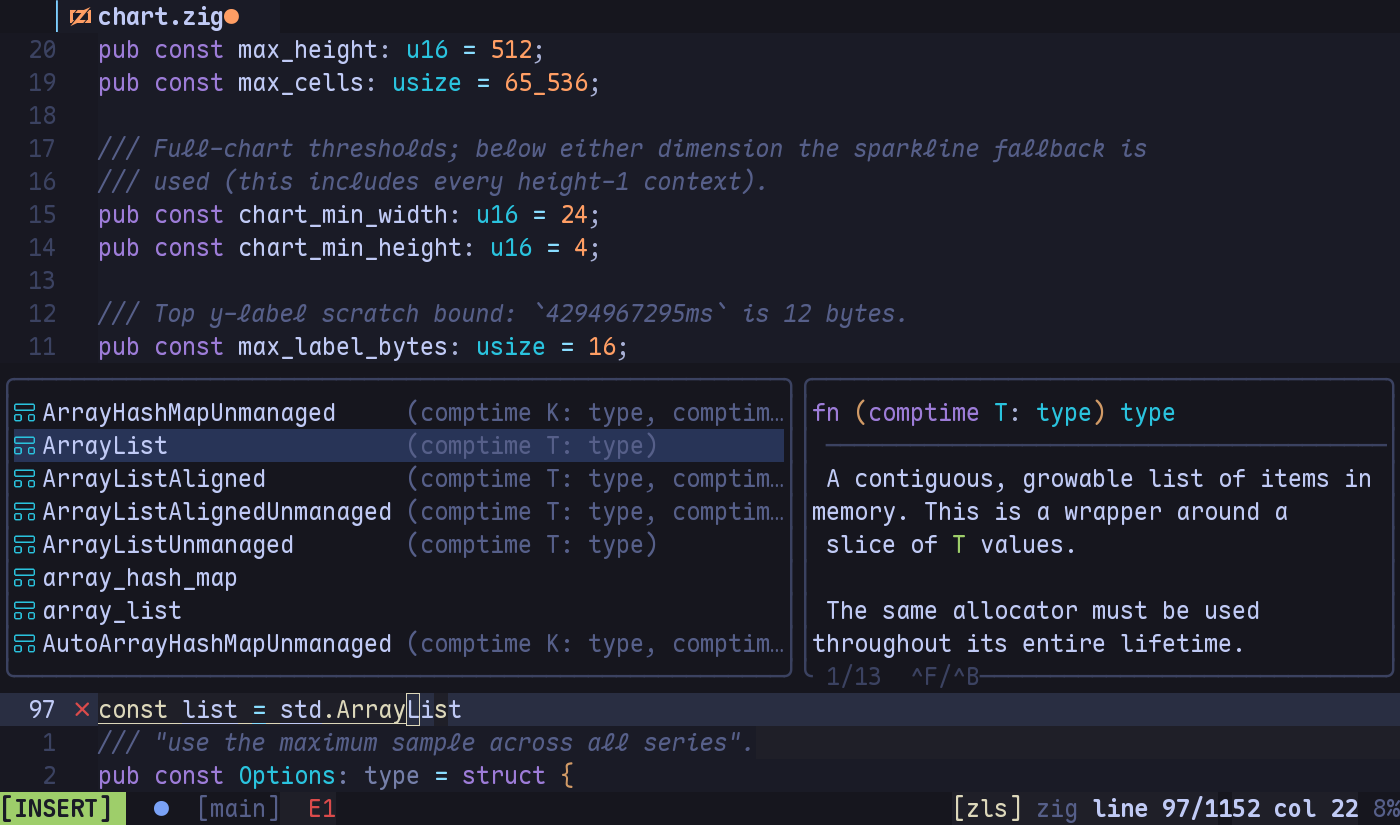 chart.zig
20 pub const max_height: u16 = 512;
19 pub const max_cells: usize = 65_536;
18
17 /// Full-chart thresholds; below either dimension the sparkline fallback is
16 /// used (this includes every height-1 context).
15 pub const chart_min_width: u16 = 24;
14 pub const chart_min_height: u16 = 4;
13
12 /// Top y-label scratch bound: `4294967295ms` is 12 bytes.
11 pub const max_label_bytes: usize = 16;
ArrayHashMapUnmanaged (comptime K: type, comptim…
ArrayList (comptime T: type)
ArrayListAligned (comptime T: type, comptim…
ArrayListAlignedUnmanaged (comptime T: type, comptim…
ArrayListUnmanaged (comptime T: type)
array_hash_map
array_list
AutoArrayHashMapUnmanaged (comptime K: type, comptim…
fn (comptime T: type) type
A contiguous, growable list of items in
memory. This is a wrapper around a
slice of T values.
The same allocator must be used
throughout its entire lifetime.
1/13 ^F/^B
97 const list = std.ArrayList
1 /// "use the maximum sample across all series".
2 pub const Options: type = struct {
[INSERT] [main] E1 [zls] zig line 97/1152 col 22 8%